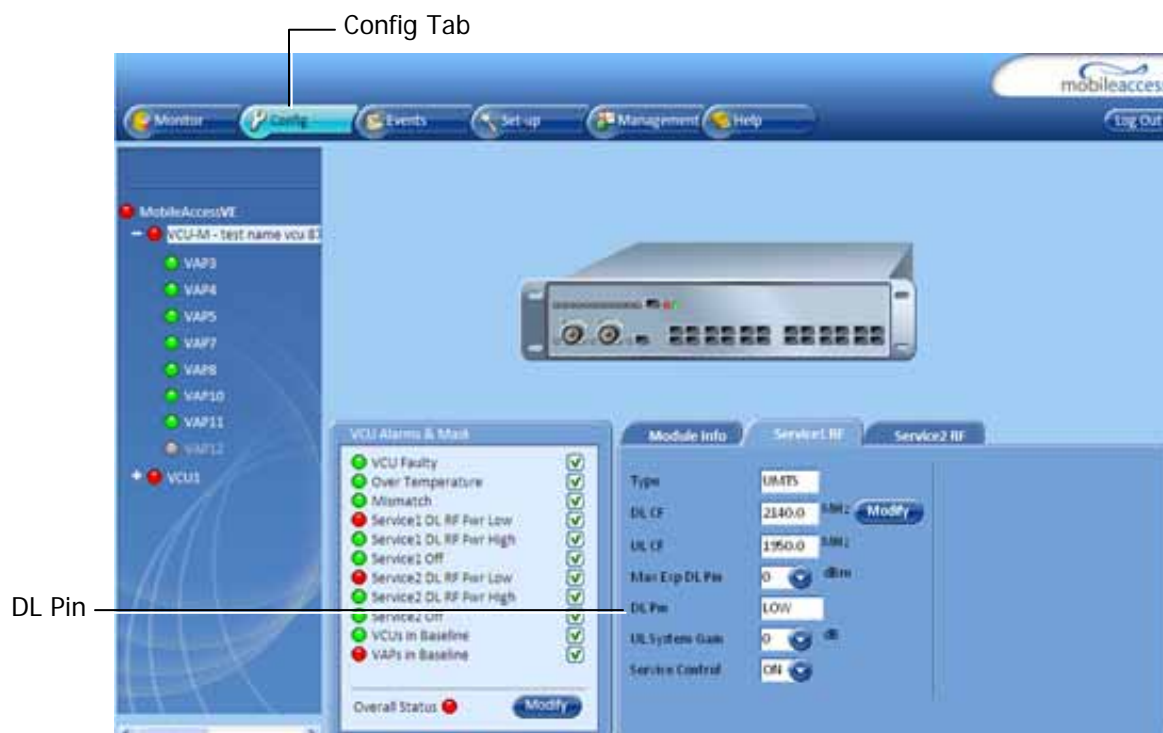 Config Tab
mobileaccess
Monitor Config Events Set-up Management Help Log Out
MobileAccessVE
VCU-M - test name vcu 87
VAP3
VAP4
VAP5
VAP7
VAP8
VAP10
VAP11
VAP12
VCU1
VCU Alarms & Mask
VCU Faulty
Over Temperature
Mismatch
Service1 DL RF Pwr Low
Service1 DL RF Pwr High
Service1 Off
Service2 DL RF Pwr Low
Service2 DL RF Pwr High
Service2 Off
VCUs in Baseline
VAPs in Baseline
Overall Status Modify
Module Info Service1 RF Service2 RF
Type UMTS
DL CF 2140.0 MHz Modify
UL CF 1950.0 MHz
Max Exp DL Pin 0 dBm
DL Pin LOW
UL System Gain 0 dB
Service Control ON
DL Pin